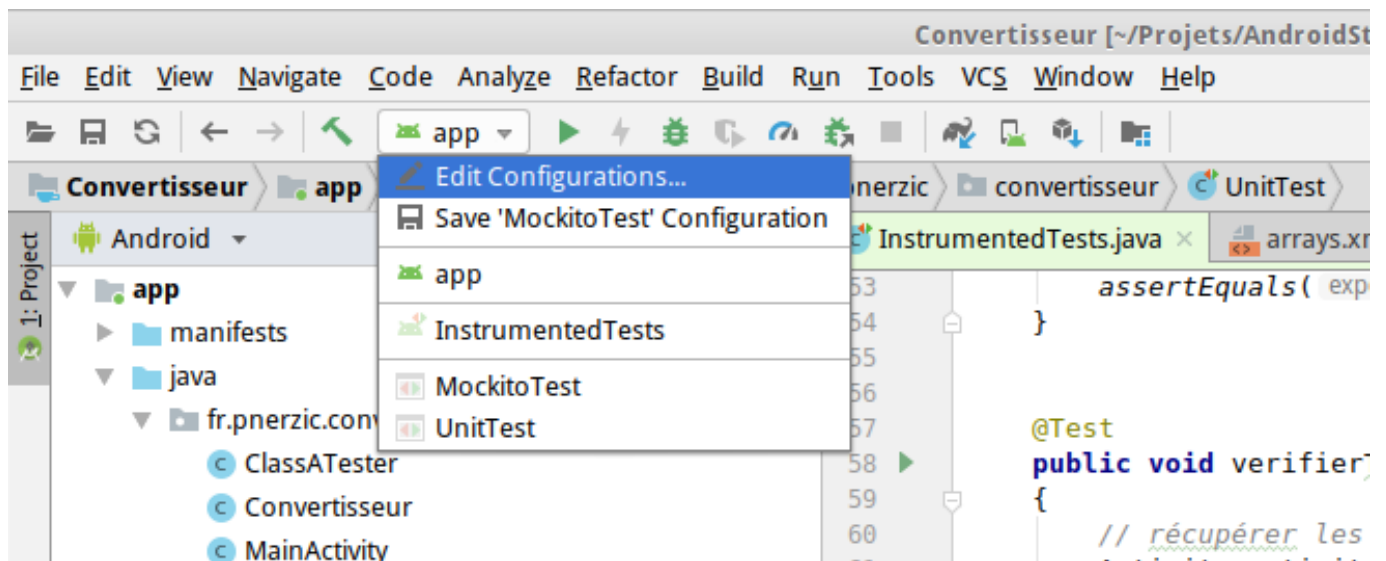 Convertisseur [~/Projets/AndroidSt
File Edit View Navigate Code Analyze Refactor Build Run Tools VCS Window Help
app
Convertisseur app nerzic convertisseur UnitTest
Edit Configurations...
Save 'MockitoTest' Configuration
app
InstrumentedTests
MockitoTest
UnitTest
1: Project
Android
app
manifests
java
fr.pnerzic.con
ClassATester
Convertisseur
MainActivity
InstrumentedTests.java arrays.x
53 assertEquals( exp
54 }
55
56
57 @Test
58 public void verifier
59 {
60 // récupérer les